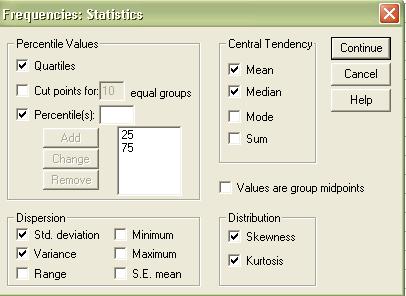 Frequencies: Statistics
Percentile Values
Quartiles
Cut points for: 10 equal groups
Percentile(s):
Add
Change
Remove
25
75
Central Tendency
Mean
Median
Mode
Sum
Continue
Cancel
Help
Values are group midpoints
Dispersion
Std. deviation Minimum
Variance Maximum
Range S.E. mean
Distribution
Skewness
Kurtosis